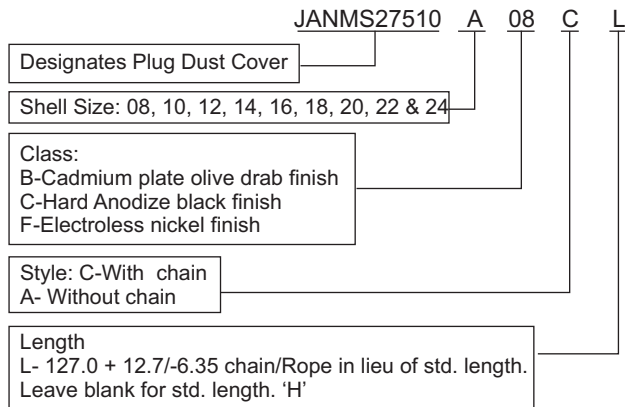 JANMS27510 A 08 C L
Designates Plug Dust Cover
Shell Size: 08, 10, 12, 14, 16, 18, 20, 22 & 24
Class:
B-Cadmium plate olive drab finish
C-Hard Anodize black finish
F-Electroless nickel finish
Style: C-With chain
A- Without chain
Length
L- 127.0 + 12.7/-6.35 chain/Rope in lieu of std. length.
Leave blank for std. length. ‘H’